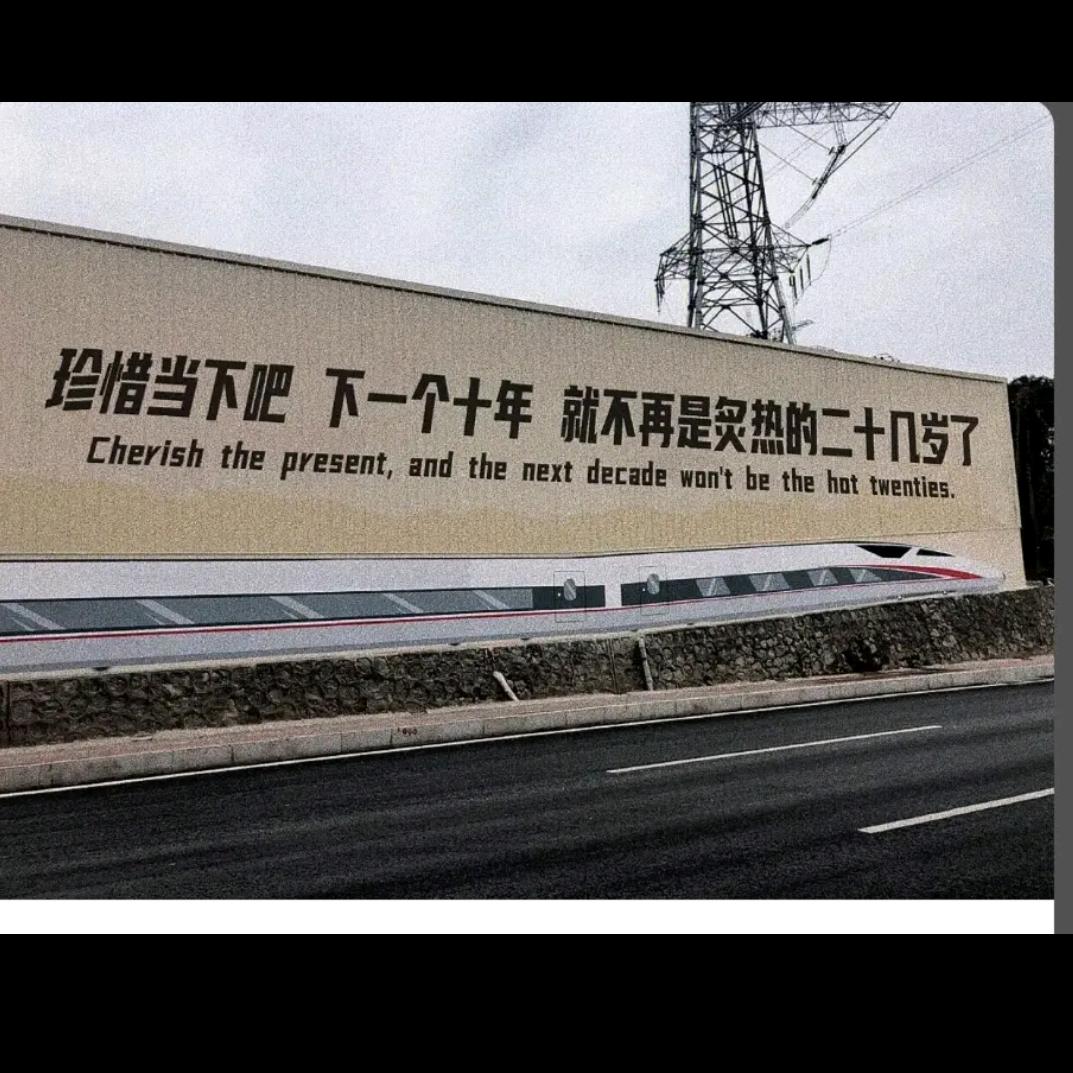 珍惜当下吧 下一个十年 就不再是炙热的二十几岁了
Cherish the present, and the next decade won't be the hot twenties.